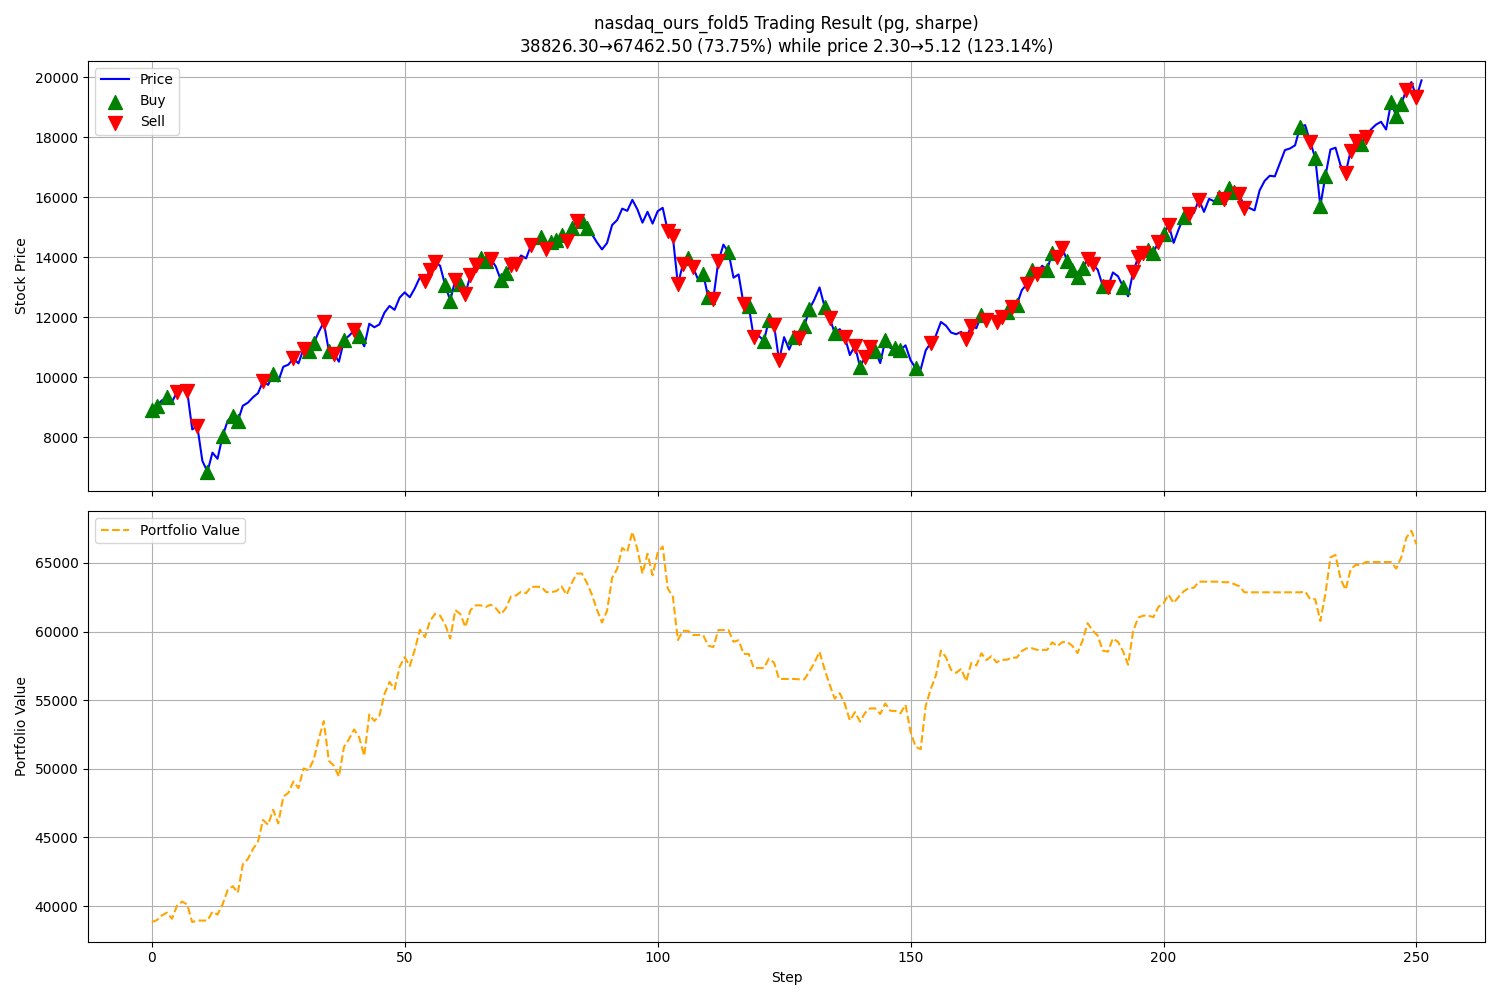 nasdaq_ours_fold5 Trading Result (pg, sharpe)
38826.30→67462.50 (73.75%) while price 2.30→5.12 (123.14%)
Price
Buy
Sell
Stock Price
20000
18000
16000
14000
12000
10000
8000
Portfolio Value
Portfolio Value
65000
60000
55000
50000
45000
40000
0
50
100
150
200
250
Step